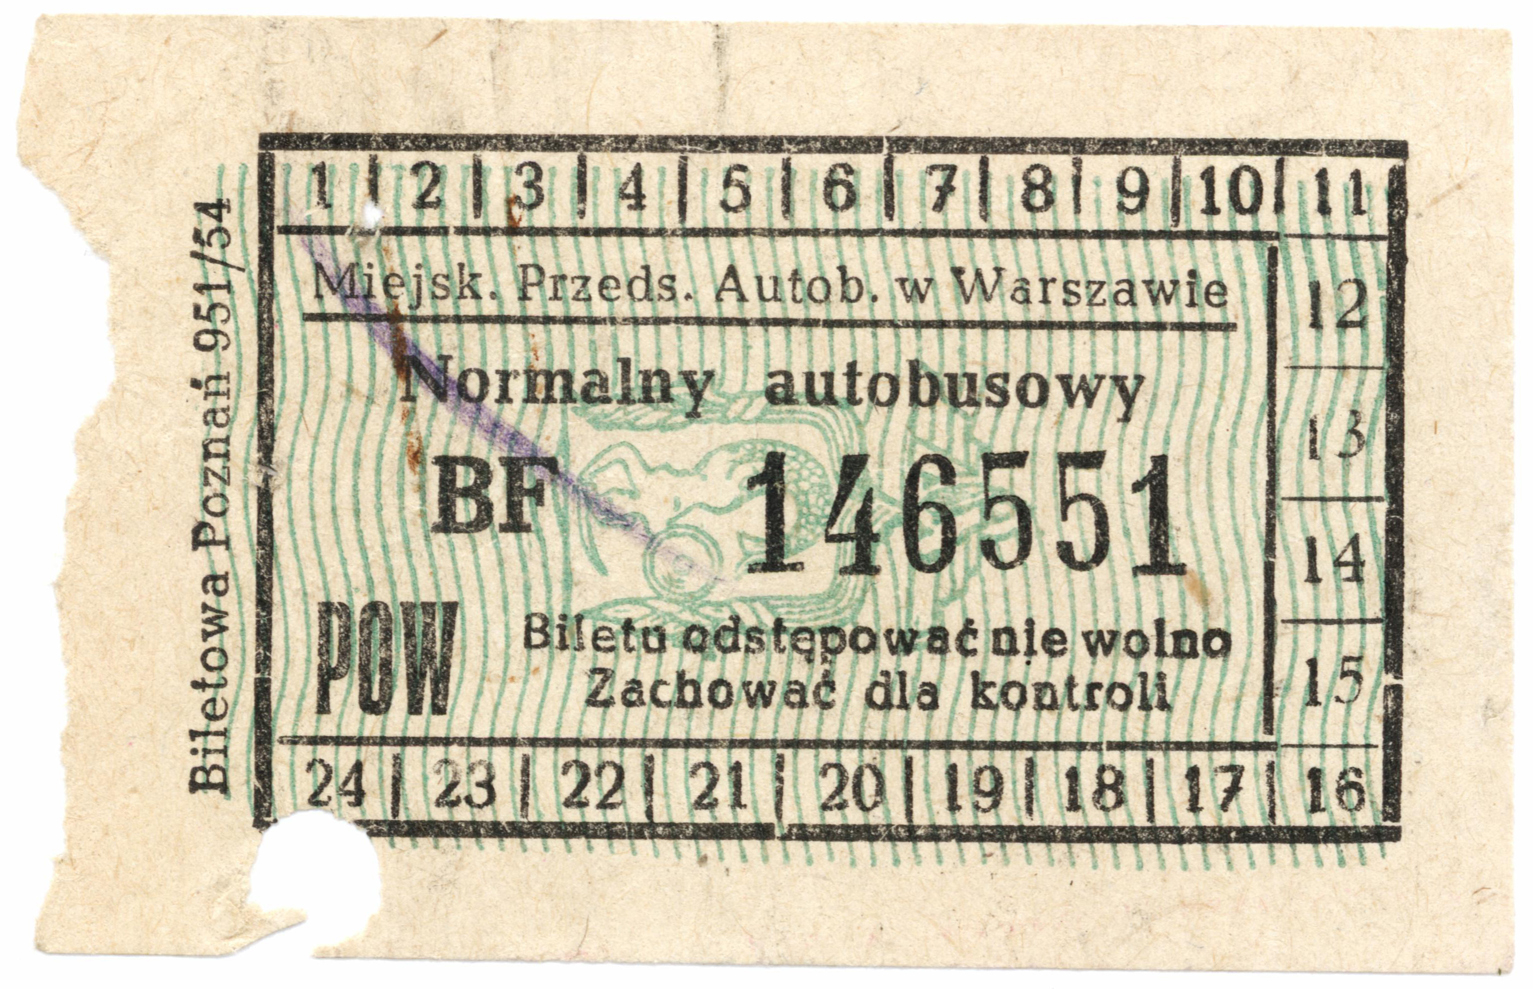 1 2 3 4 5 6 7 8 9 10 11
Miejsk. Przeds. Autob. w Warszawie
12
Normalny autobusowy
13
BF 146551
14
POW
Biletu odstępować nie wolno
Zachować dla kontroli
15
24 23 22 21 20 19 18 17 16
Biletowa Poznań 951/54